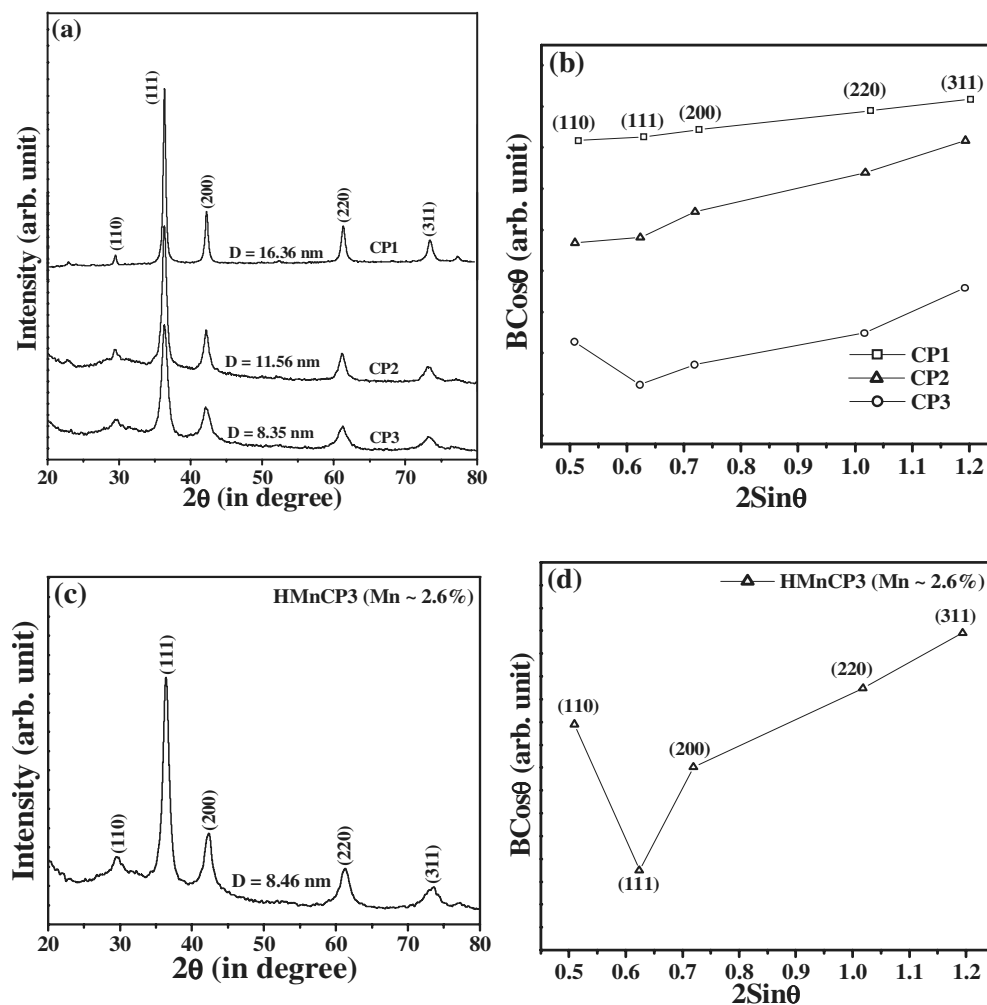 (a)
Intensity (arb. unit)
(110)
(111)
(200)
(220)
(311)
D = 16.36 nm
CP1
D = 11.56 nm
CP2
D = 8.35 nm
CP3
20 30 40 50 60 70 80
2θ (in degree)
(b)
BCosθ (arb. unit)
(110)
(111)
(200)
(220)
(311)
CP1
CP2
CP3
0.5 0.6 0.7 0.8 0.9 1.0 1.1 1.2
2Sinθ
(c)
HMnCP3 (Mn ~ 2.6%)
Intensity (arb. unit)
(110)
(111)
(200)
(220)
(311)
D = 8.46 nm
20 30 40 50 60 70 80
2θ (in degree)
(d)
HMnCP3 (Mn ~ 2.6%)
BCosθ (arb. unit)
(110)
(111)
(200)
(220)
(311)
0.5 0.6 0.7 0.8 0.9 1.0 1.1 1.2
2Sinθ